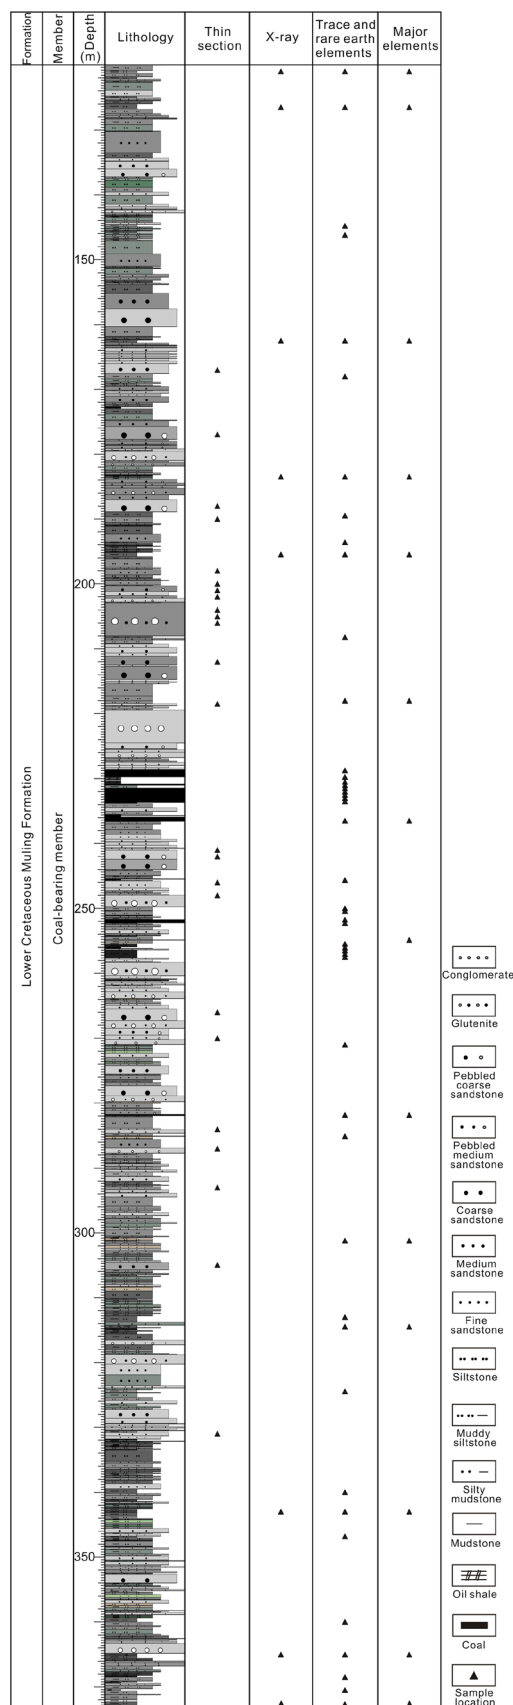 Formation
Member
Depth
(m)
Lithology
Thin
section
X-ray
Trace and
rare earth
elements
Major
elements
150
200
250
300
350
Lower Cretaceous Muling Formation
Coal-bearing member
Conglomerate
Glutenite
Pebbled
coarse
sandstone
Pebbled
medium
sandstone
Coarse
sandstone
Medium
sandstone
Fine
sandstone
Siltstone
Muddy
siltstone
Silty
mudstone
Mudstone
Oil shale
Coal
Sample
location